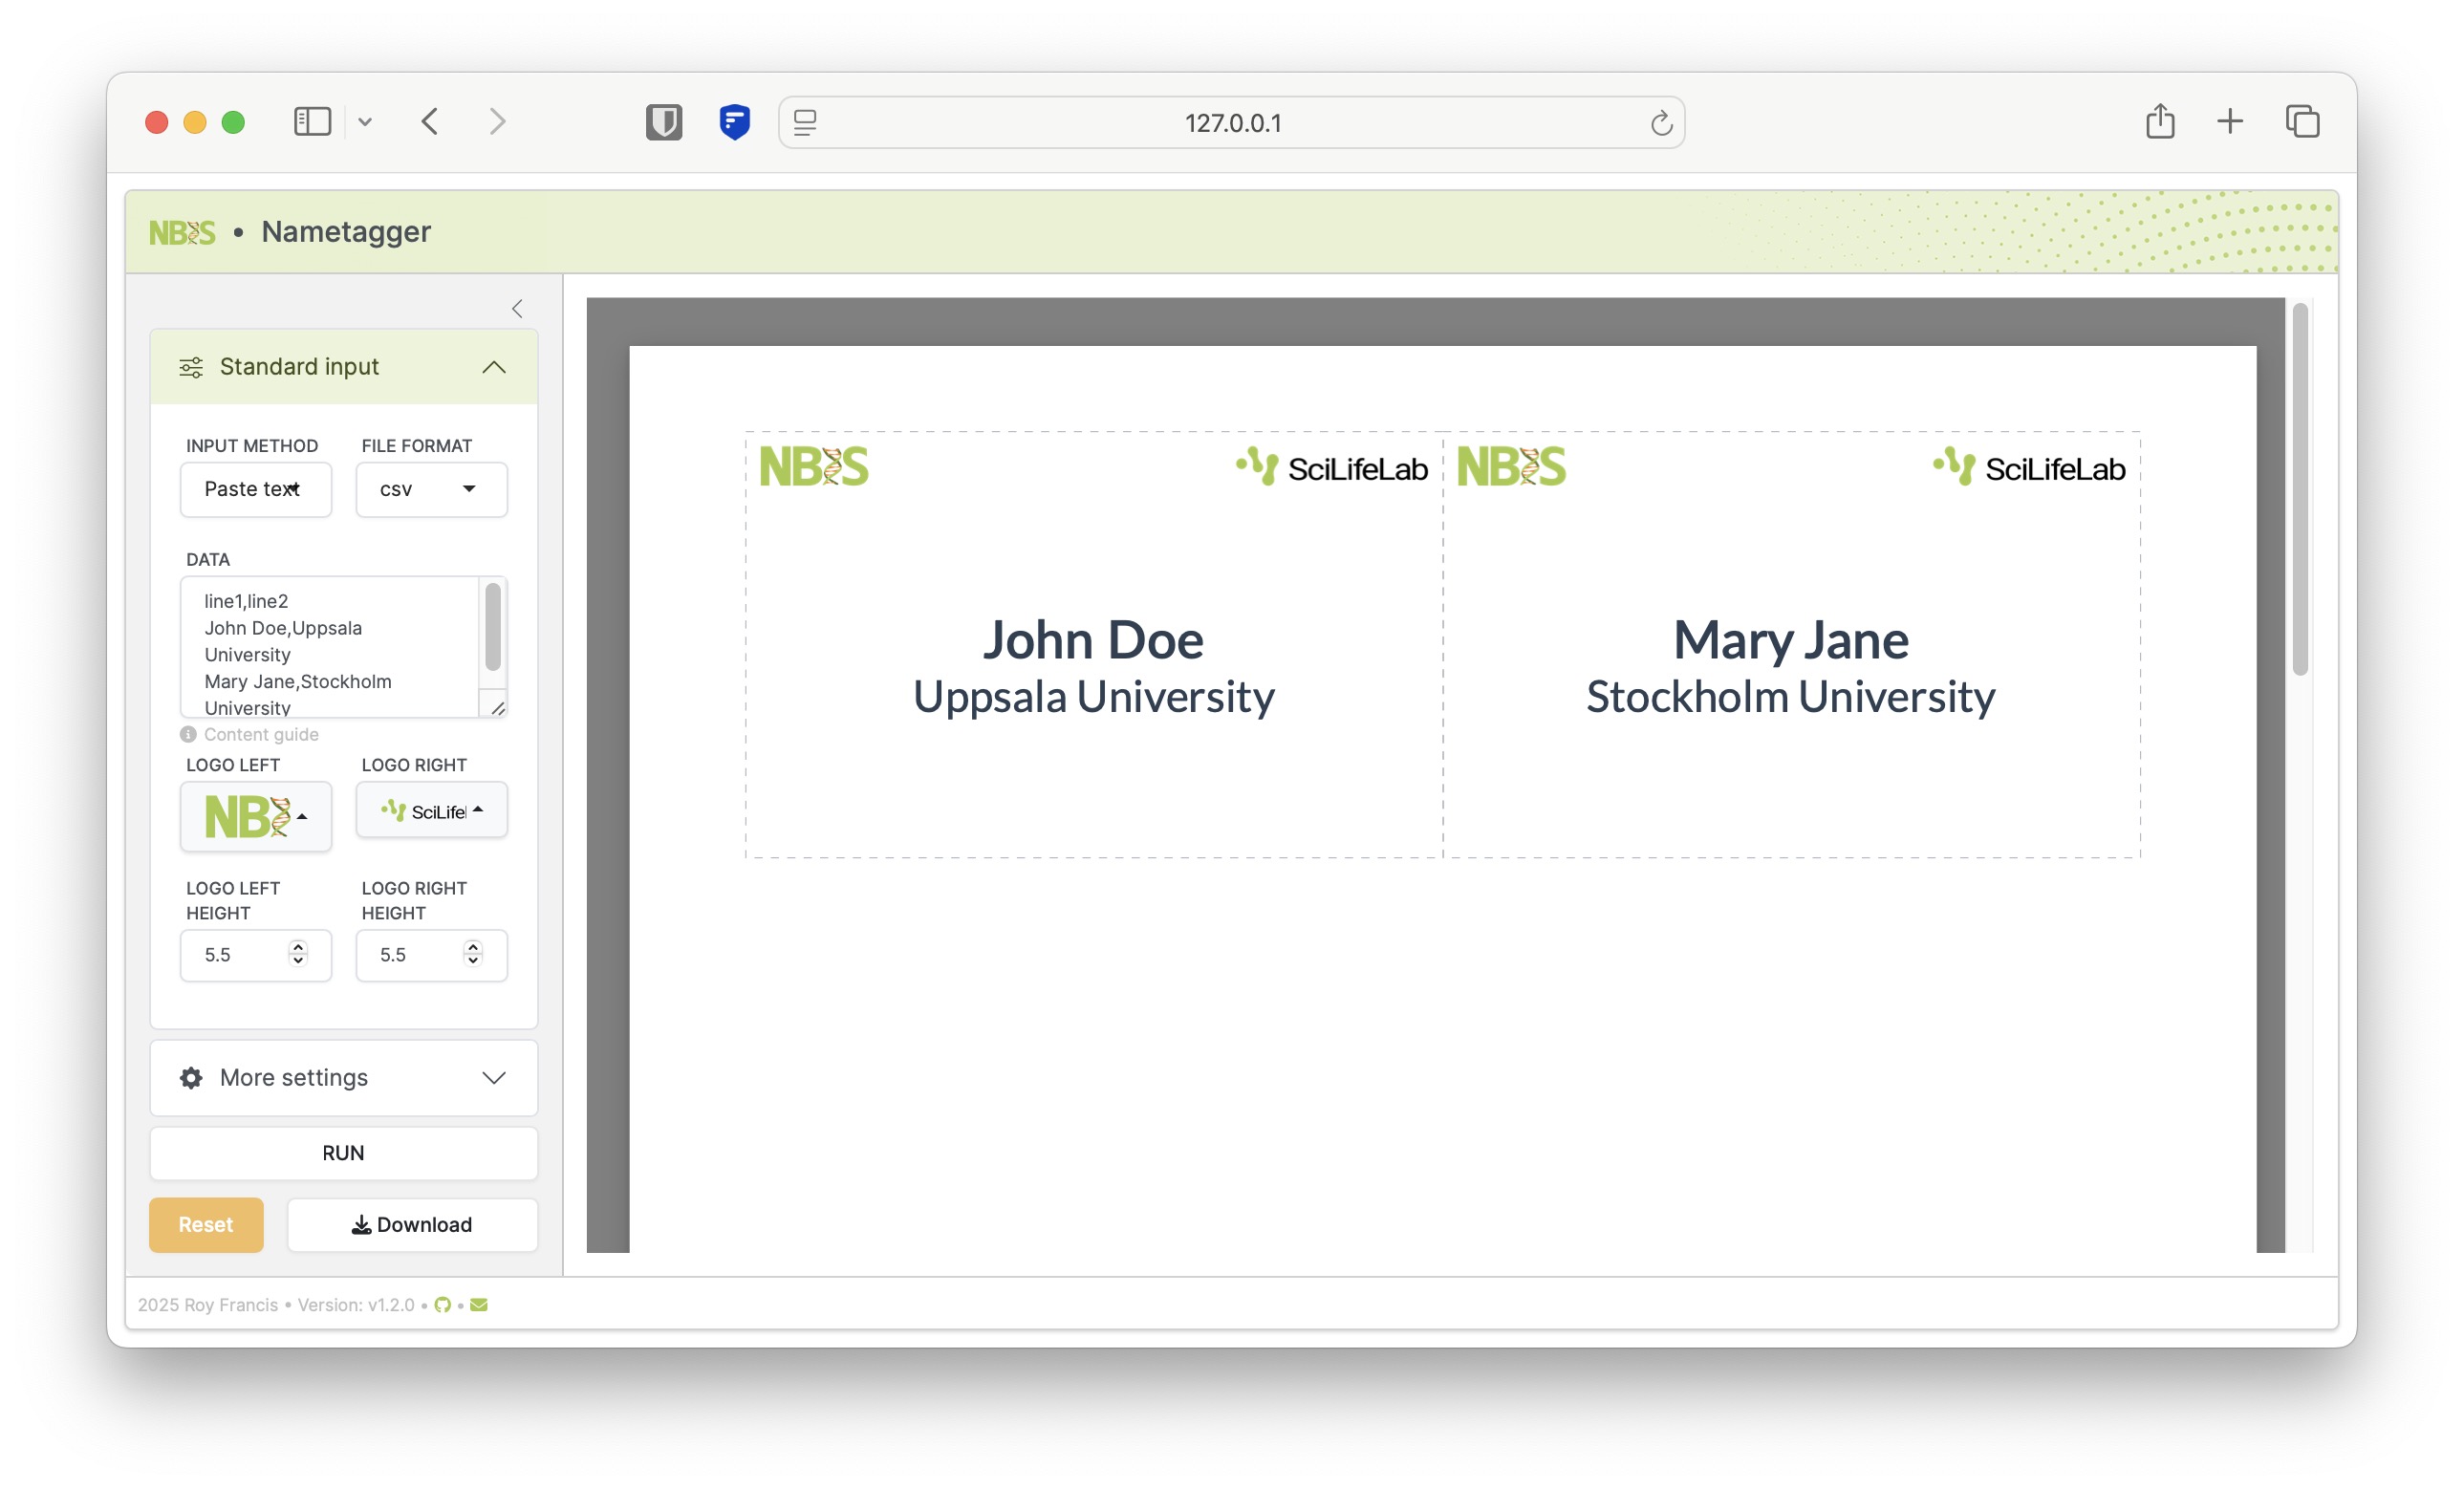 127.0.0.1
NBIS • Nametagger
Standard input
INPUT METHOD FILE FORMAT
Paste text csv
DATA
line1,line2
John Doe,Uppsala
University
Mary Jane,Stockholm
University
Content guide
LOGO LEFT LOGO RIGHT
NBI SciLifel
LOGO LEFT LOGO RIGHT
HEIGHT HEIGHT
5.5 5.5
More settings
RUN
Reset Download
NBIS SciLifeLab
John Doe
Uppsala University
NBIS SciLifeLab
Mary Jane
Stockholm University
2025 Roy Francis • Version: v1.2.0 • •